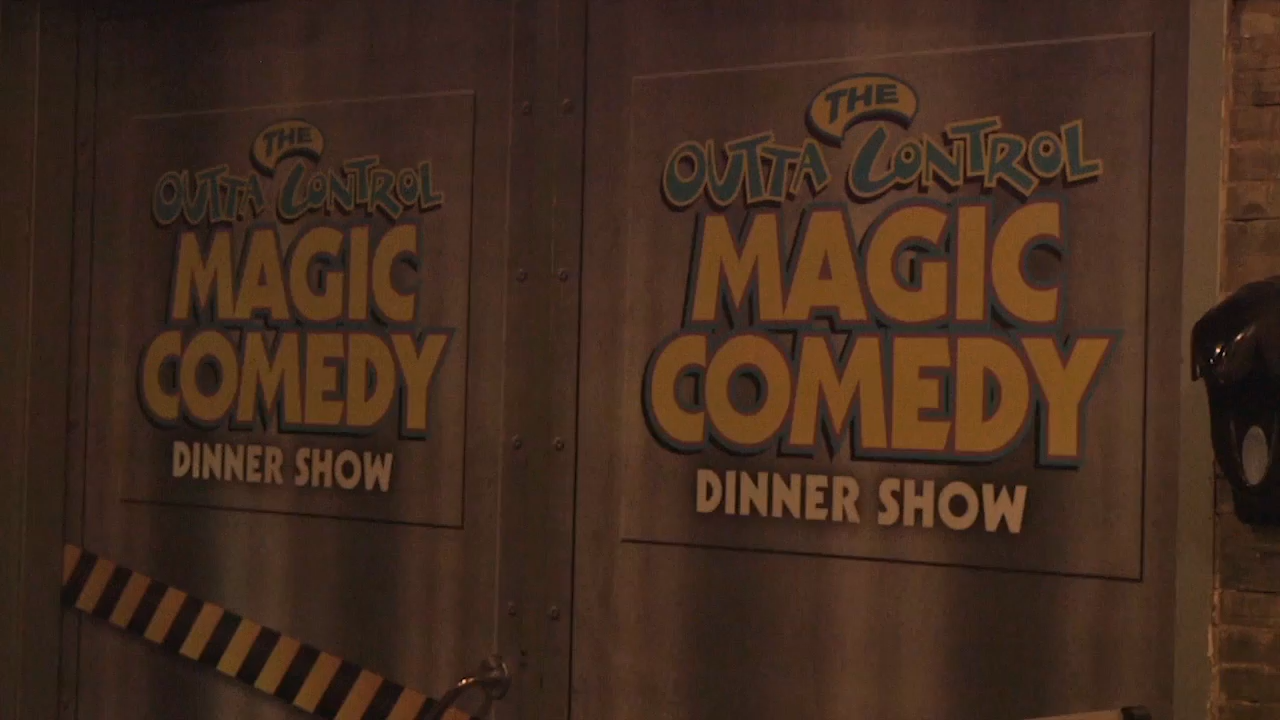 THE
OUTTA CONTROL
MAGIC
COMEDY
DINNER SHOW
THE
OUTTA CONTROL
MAGIC
COMEDY
DINNER SHOW